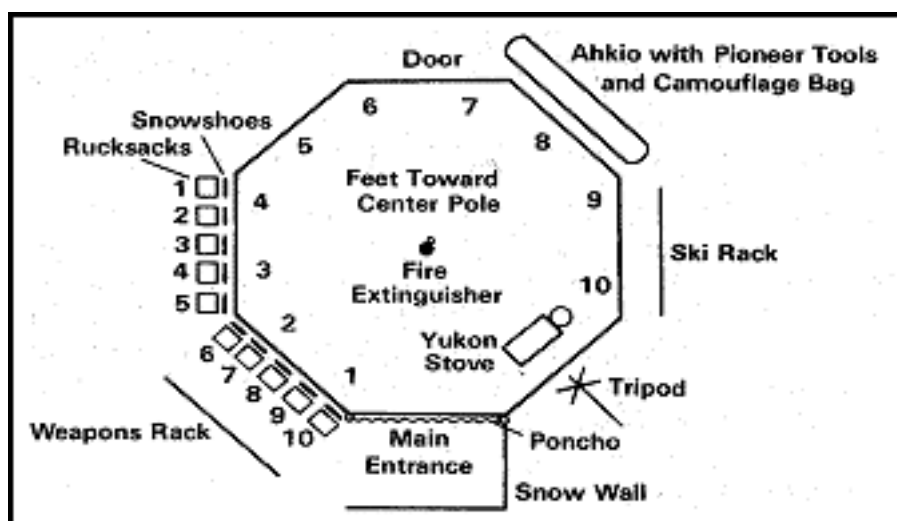 Door
Ahkio with Pioneer Tools
and Camouflage Bag
Snowshoes
Rucksacks
6
7
5
8
1
2
3
4
5
4
9
Feet Toward
Center Pole
Ski Rack
3
Fire
Extinguisher
10
2
Yukon
Stove
6
7
8
9
10
1
Tripod
Weapons Rack
Main
Entrance
Poncho
Snow Wall